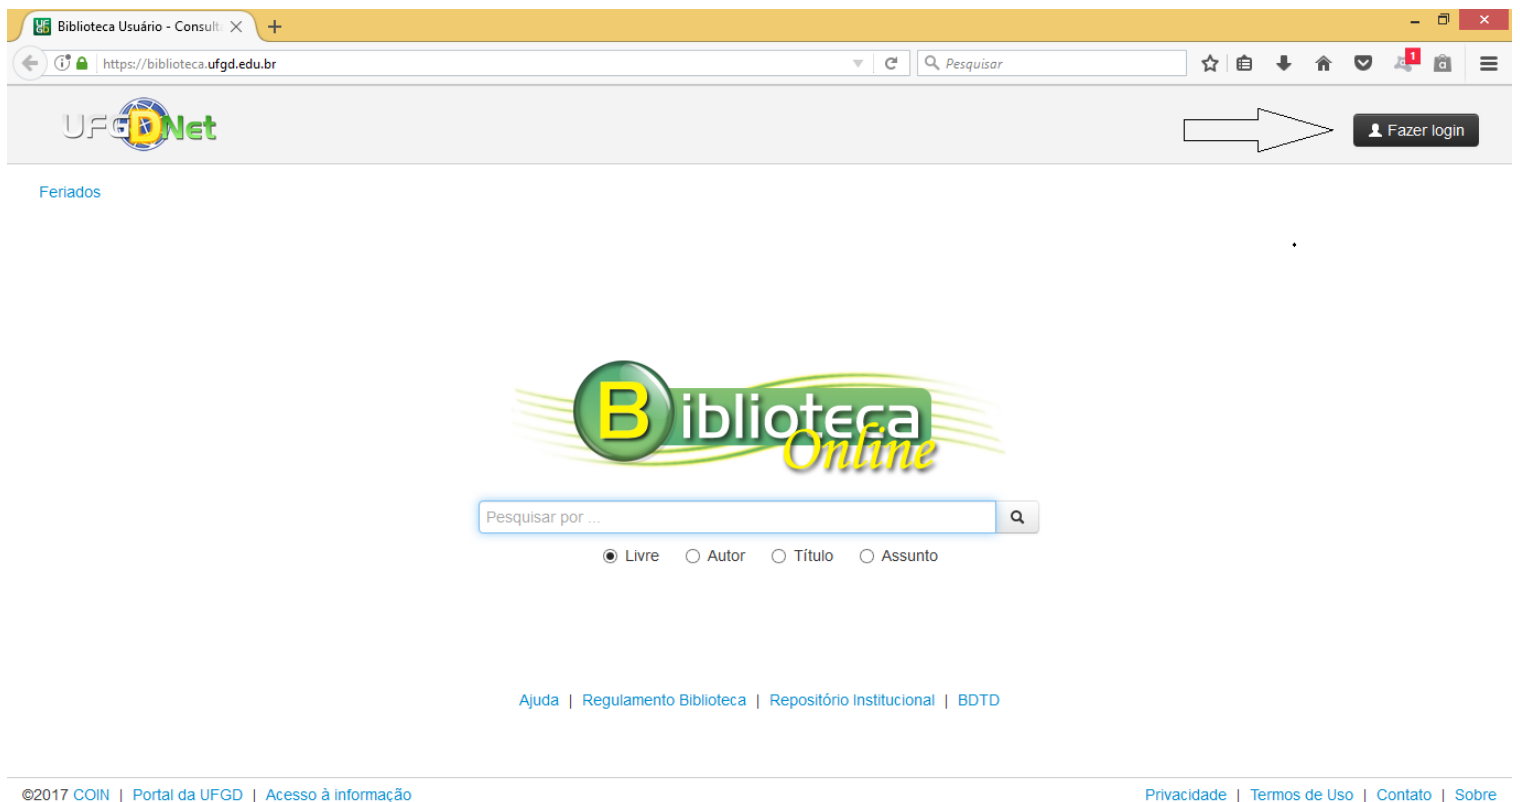 Biblioteca Usuário - Consulta
https://biblioteca.ufgd.edu.br
Pesquisar
1
UFGDNet
Fazer login
Feriados
Biblioteca
Online
Pesquisar por ...
Livre Autor Título Assunto
Ajuda | Regulamento Biblioteca | Repositório Institucional | BDTD
©2017 COIN | Portal da UFGD | Acesso à informação
Privacidade | Termos de Uso | Contato | Sobre